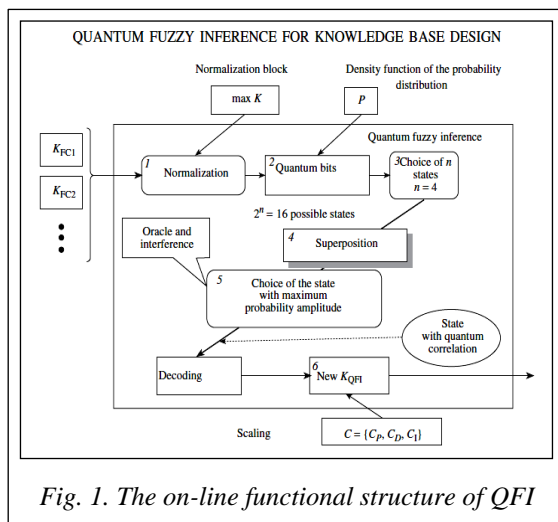 QUANTUM FUZZY INFERENCE FOR KNOWLEDGE BASE DESIGN
Normalization block
Density function of the probability
distribution
max K
P
Quantum fuzzy inference
K_FC1
K_FC2
1
Normalization
2
Quantum bits
3
Choice of n
states
n = 4
2^n = 16 possible states
Oracle and
interference
4
Superposition
5
Choice of the state
with maximum
probability amplitude
State
with quantum
correlation
Decoding
6
New K_QFI
Scaling
C = {C_P, C_D, C_I}
Fig. 1. The on-line functional structure of QFI